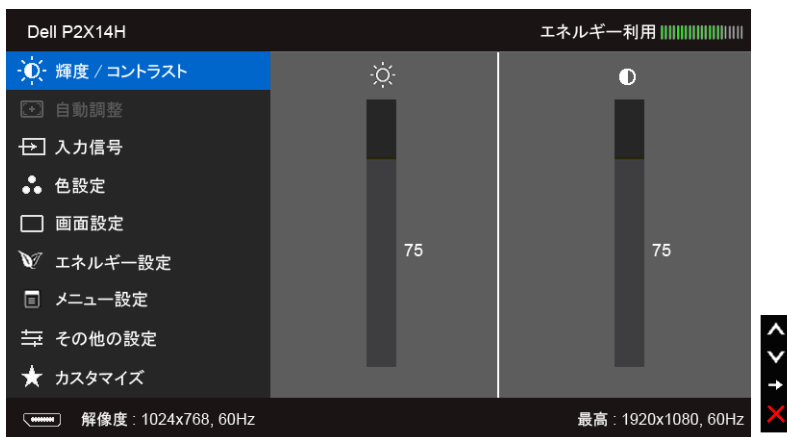 Dell P2X14H
エネルギー利用
輝度 / コントラスト
自動調整
入力信号
色設定
画面設定
エネルギー設定
メニュー設定
その他の設定
カスタマイズ
75
75
解像度 : 1024x768, 60Hz
最高 : 1920x1080, 60Hz